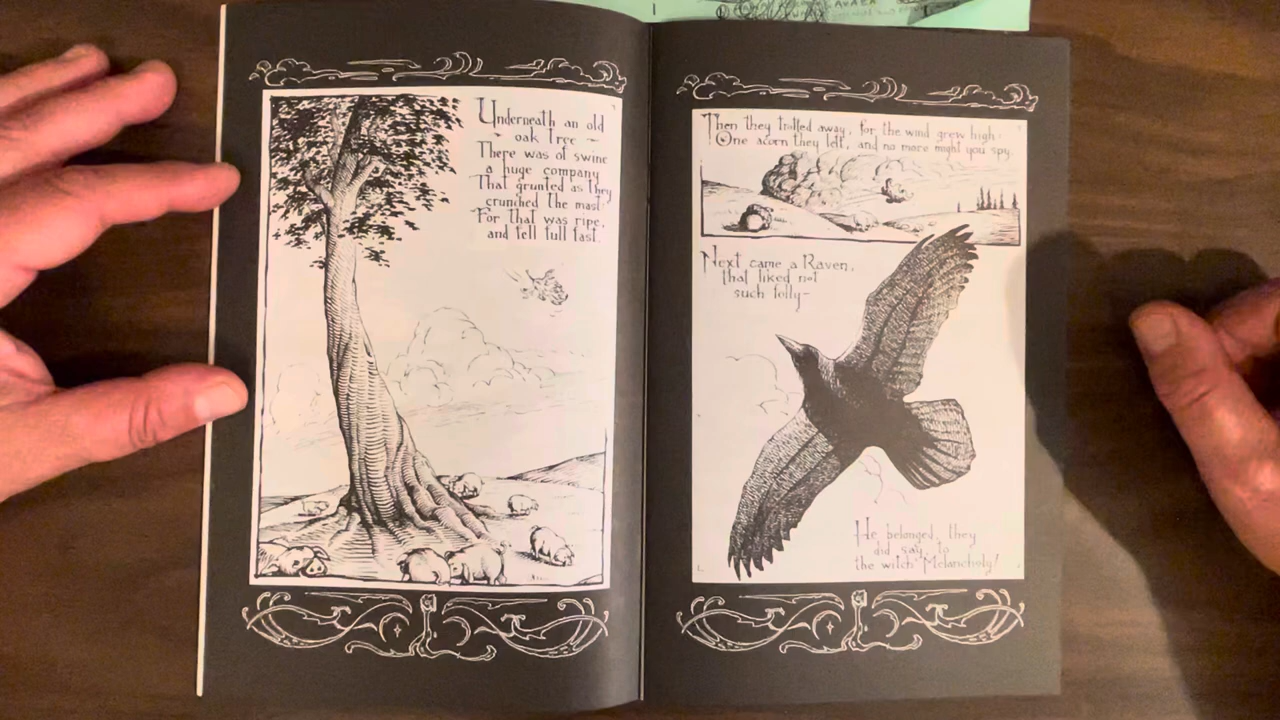 Underneath an old
oak tree ~
There was of swine
a huge company
That grunted as they
crunched the mast:
For that was ripe,
and fell full fast.
Then they trotted away, for the wind grew high:
One acorn they left, and no more might you spy.
Next came a Raven,
that liked not
such folly—
He belonged, they
did say, to
the witch Melancholy!